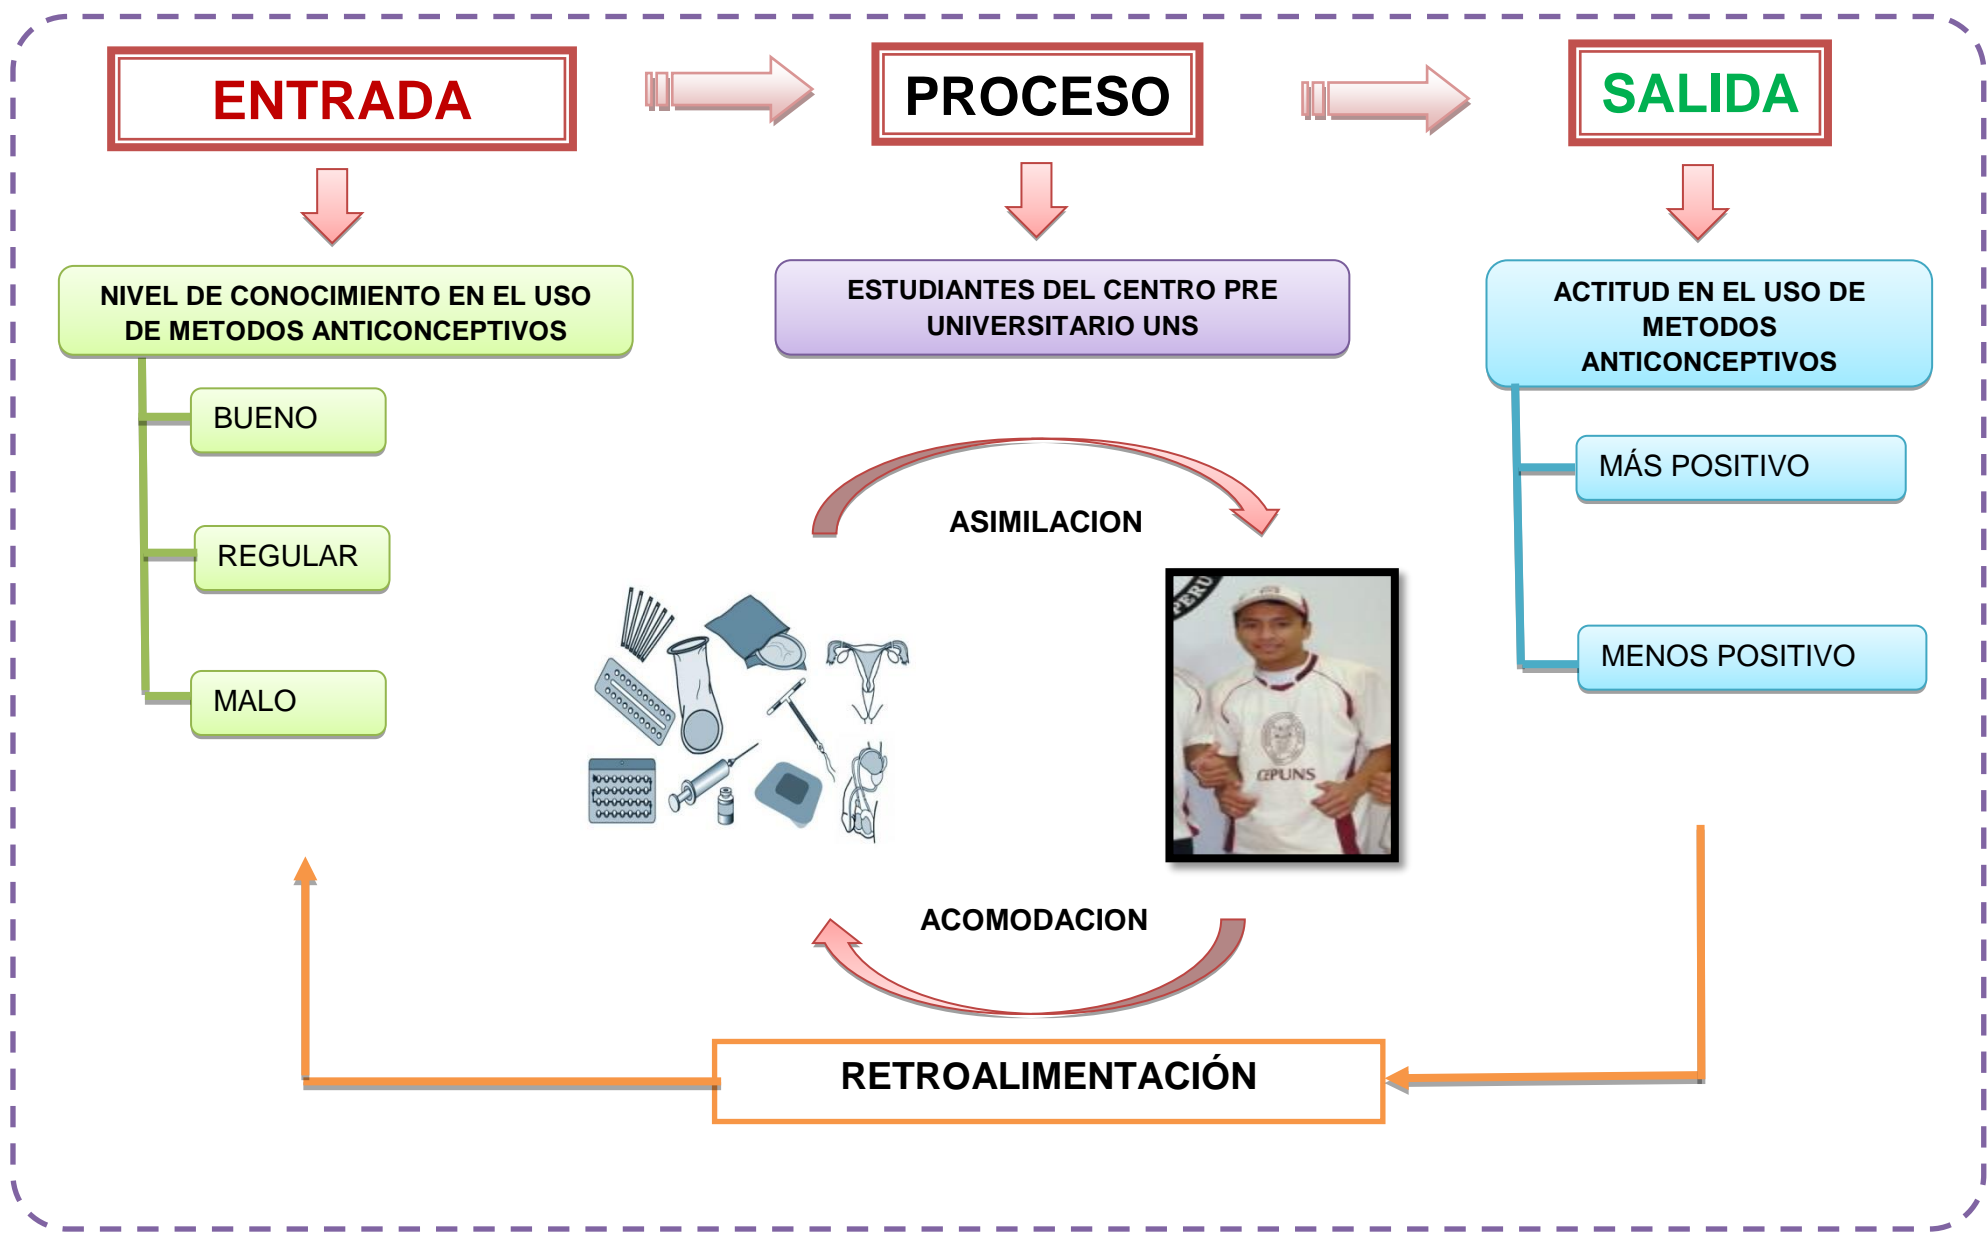 ENTRADA
PROCESO
SALIDA
NIVEL DE CONOCIMIENTO EN EL USO
DE METODOS ANTICONCEPTIVOS
BUENO
REGULAR
MALO
ESTUDIANTES DEL CENTRO PRE
UNIVERSITARIO UNS
ASIMILACION
PERU
CEPUNS
ACOMODACION
ACTITUD EN EL USO DE
METODOS
ANTICONCEPTIVOS
MÁS POSITIVO
MENOS POSITIVO
RETROALIMENTACIÓN